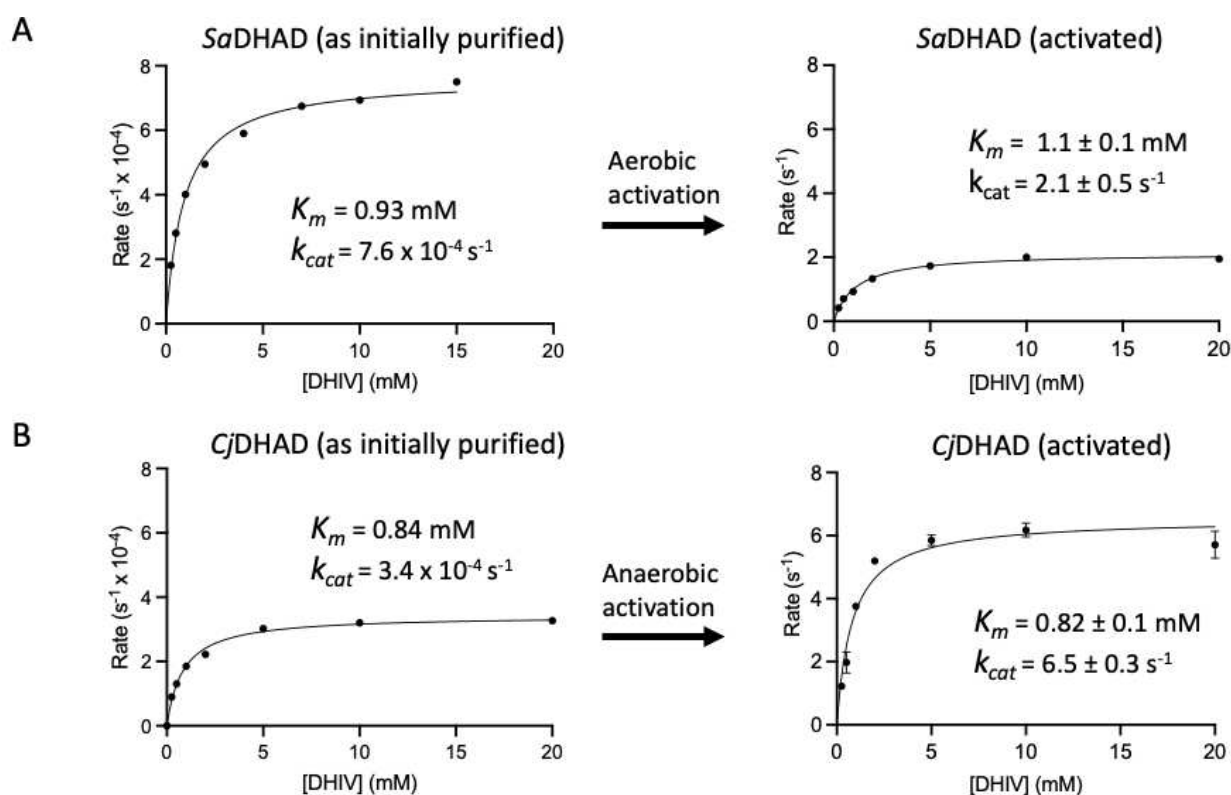 A
SaDHAD (as initially purified)
8
6
4
2
0
Rate (s-1 x 10-4)
Km = 0.93 mM
kcat = 7.6 x 10-4 s-1
0 5 10 15 20
[DHIV] (mM)
Aerobic
activation
SaDHAD (activated)
8
6
4
2
0
Rate (s-1)
Km = 1.1 ± 0.1 mM
kcat = 2.1 ± 0.5 s-1
0 5 10 15 20
[DHIV] (mM)
B
CjDHAD (as initially purified)
8
6
4
2
0
Rate (s-1 x 10-4)
Km = 0.84 mM
kcat = 3.4 x 10-4 s-1
0 5 10 15 20
[DHIV] (mM)
Anaerobic
activation
CjDHAD (activated)
8
6
4
2
0
Rate (s-1)
Km = 0.82 ± 0.1 mM
kcat = 6.5 ± 0.3 s-1
0 5 10 15 20
[DHIV] (mM)